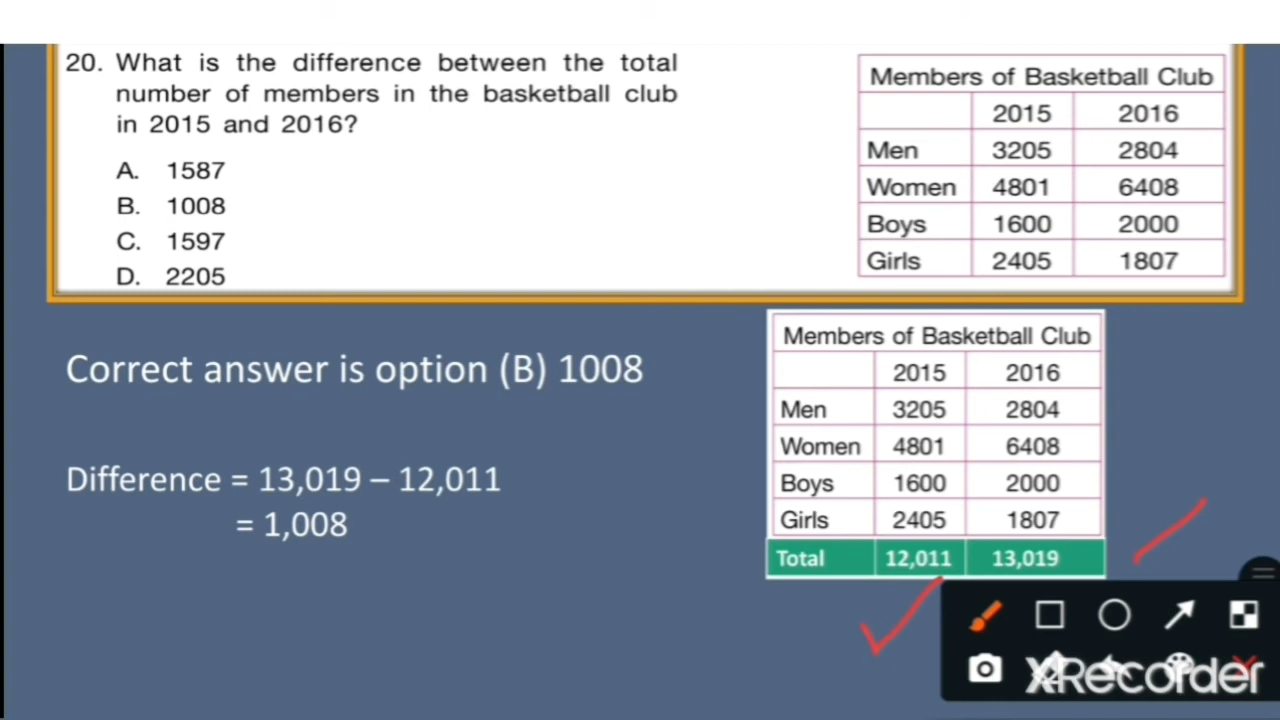 20. What is the difference between the total
number of members in the basketball club
in 2015 and 2016?
A. 1587
B. 1008
C. 1597
D. 2205
Members of Basketball Club
2015 2016
Men 3205 2804
Women 4801 6408
Boys 1600 2000
Girls 2405 1807
Correct answer is option (B) 1008
Difference = 13,019 – 12,011
= 1,008
Members of Basketball Club
2015 2016
Men 3205 2804
Women 4801 6408
Boys 1600 2000
Girls 2405 1807
Total 12,011 13,019
XRecorder